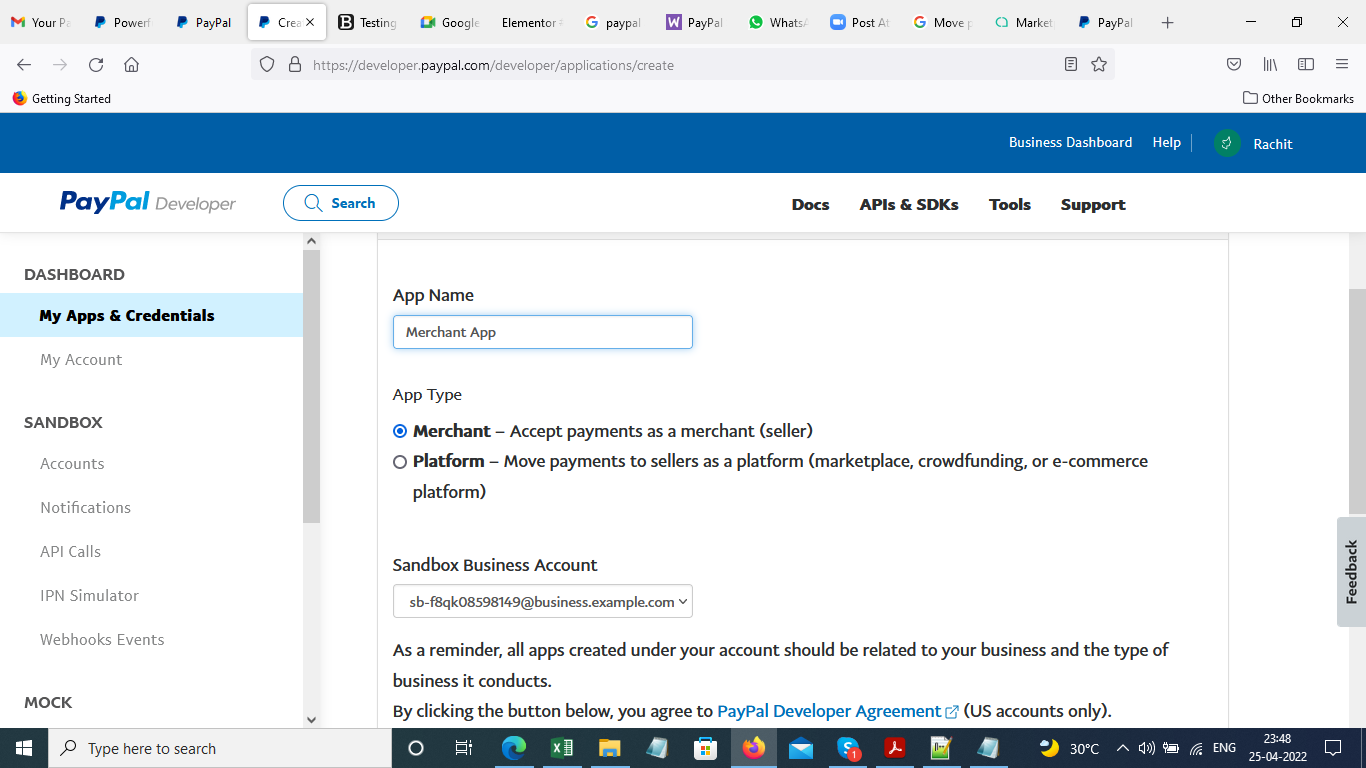 Your Pa
Powerf
PayPal
Crea
Testing
Google
Elementor
paypal
PayPal
WhatsA
Post At
Move p
Market
PayPal
https://developer.paypal.com/developer/applications/create
Getting Started
Other Bookmarks
Business Dashboard
Help
Rachit
PayPal Developer
Search
Docs
APIs & SDKs
Tools
Support
DASHBOARD
My Apps & Credentials
My Account
SANDBOX
Accounts
Notifications
API Calls
IPN Simulator
Webhooks Events
MOCK
App Name
Merchant App
App Type
Merchant – Accept payments as a merchant (seller)
Platform – Move payments to sellers as a platform (marketplace, crowdfunding, or e-commerce
platform)
Sandbox Business Account
sb-f8qk08598149@business.example.com
As a reminder, all apps created under your account should be related to your business and the type of
business it conducts.
By clicking the button below, you agree to PayPal Developer Agreement (US accounts only).
Feedback
Type here to search
1
30°C
ENG
23:48
25-04-2022